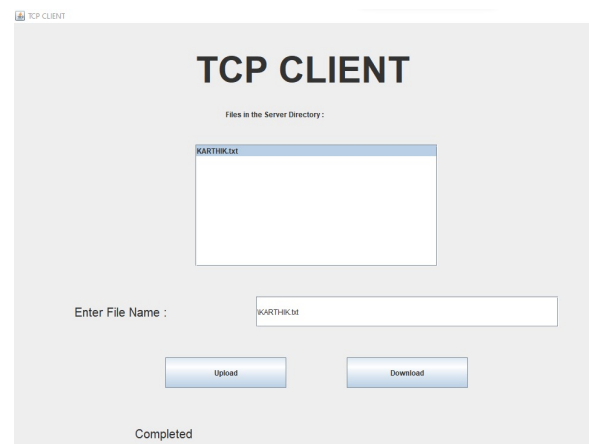 TCP CLIENT
TCP CLIENT
Files in the Server Directory :
KARTHIK.txt
Enter File Name :
\KARTHIK.txt
Upload Download
Completed